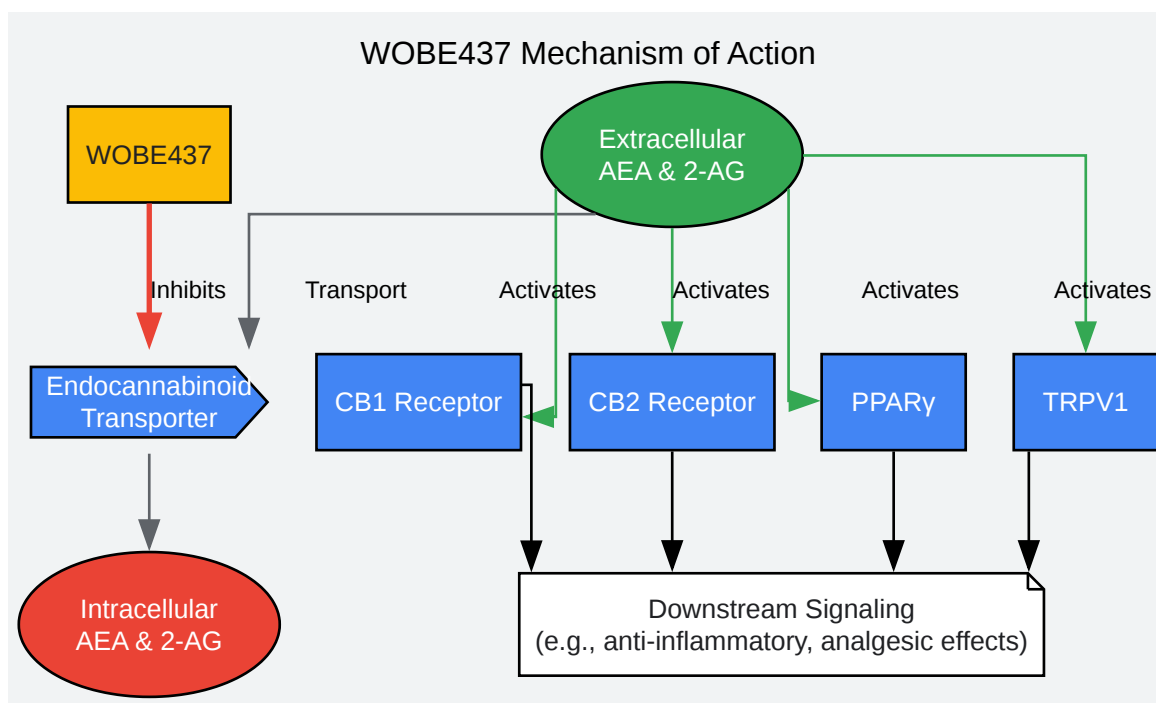 WOBE437 Mechanism of Action
WOBE437
Extracellular
AEA & 2-AG
Inhibits
Transport
Activates
Activates
Activates
Activates
Endocannabinoid
Transporter
CB1 Receptor
CB2 Receptor
PPARγ
TRPV1
Intracellular
AEA & 2-AG
Downstream Signaling
(e.g., anti-inflammatory, analgesic effects)